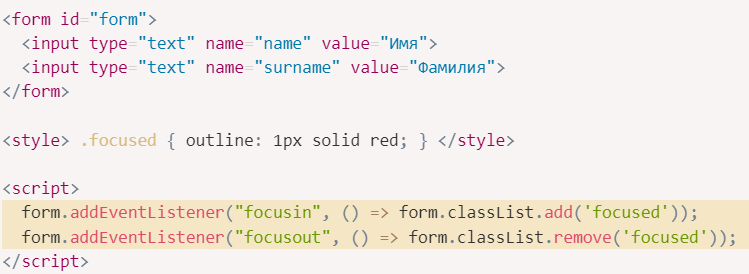 <form id="form">
  <input type="text" name="name" value="Имя">
  <input type="text" name="surname" value="Фамилия">
</form>

<style> .focused { outline: 1px solid red; } </style>

<script>
  form.addEventListener("focusin", () => form.classList.add('focused'));
  form.addEventListener("focusout", () => form.classList.remove('focused'));
</script>